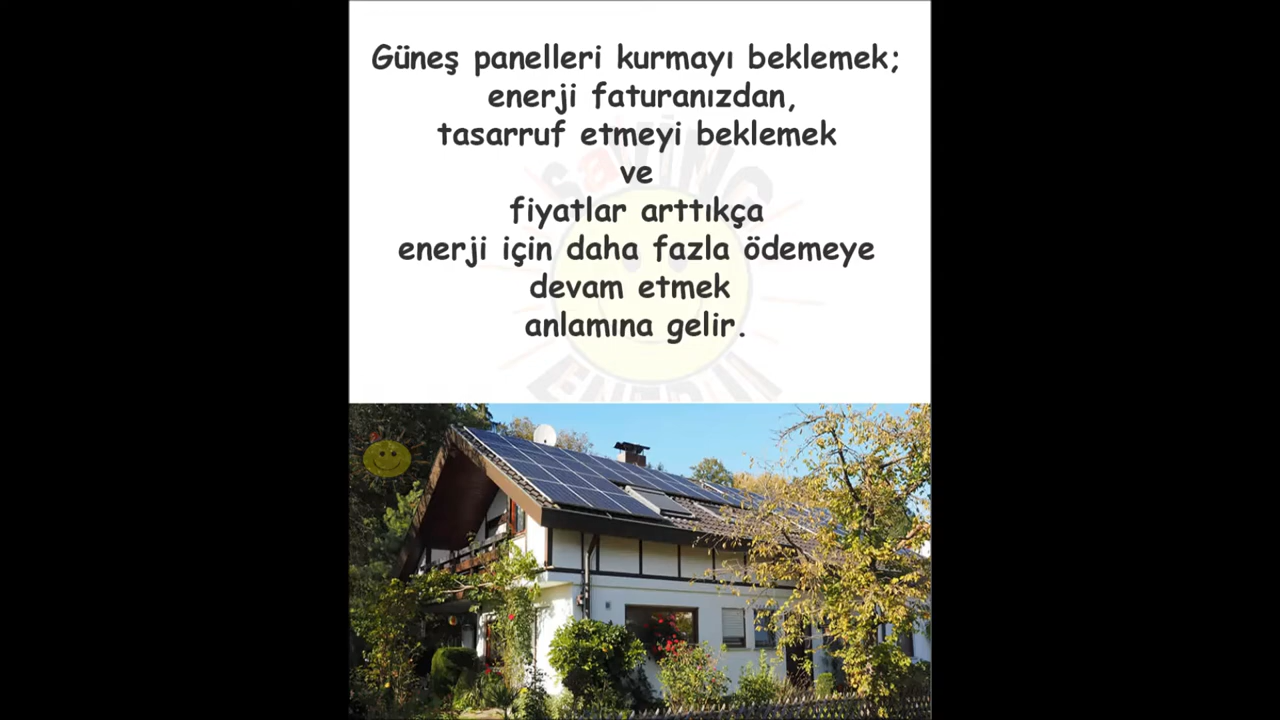 Güneş panelleri kurmayı beklemek;
enerji faturanızdan,
tasarruf etmeyi beklemek
ve
fiyatlar arttıkça
enerji için daha fazla ödemeye
devam etmek
anlamına gelir.